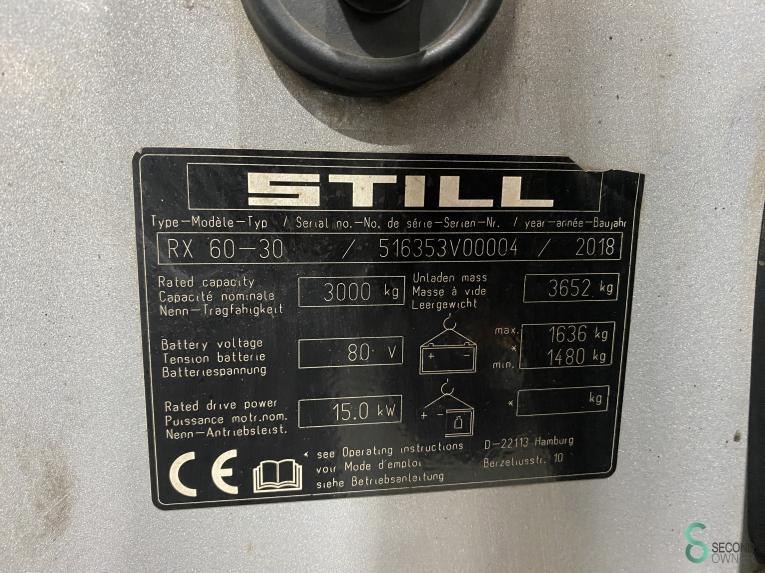 STILL
Type-Modèle-Typ / Serial no.-No. de série-Serien-Nr. / year-année-Baujahr
RX 60-30 / 516353V00004 / 2018
Rated capacity
Capacité nominale
Nenn-Tragfähigkeit
3000 kg
Unladen mass
Masse à vide
Leergewicht
3652 kg
Battery voltage
Tension batterie
Batteriespannung
80 V
+ -
max. 1636 kg
*
min. 1480 kg
Rated drive power
Puissance motr.nom.
Nenn-Antriebsleist.
15.0 kW
+ -
* kg
CE
* see Operating instructions
voir Mode d'emploi
siehe Betriebsanleitung
D-22113 Hamburg
Berzeliusstr. 10
SECOND